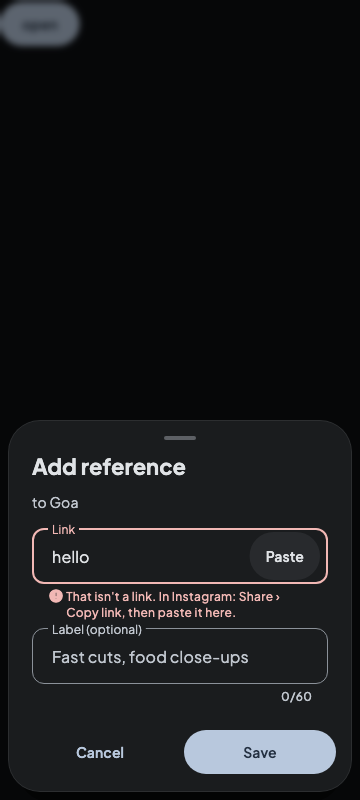 open
Add reference
to Goa
Link
hello
Paste
That isn't a link. In Instagram: Share ›
Copy link, then paste it here.
Label (optional)
Fast cuts, food close-ups
0/60
Cancel
Save